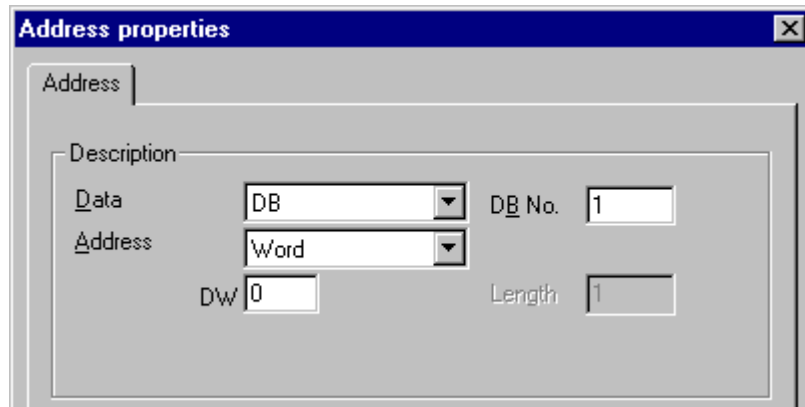 Address properties
Address
Description
Data DB DB No. 1
Address Word
DW 0 Length 1